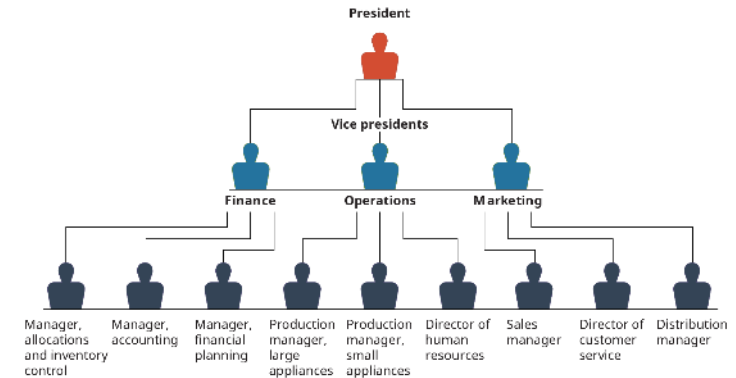 President
Vice presidents
Finance
Operations
Marketing
Manager,
allocations
and inventory
control
Manager,
accounting
Manager,
financial
planning
Production
manager,
large
appliances
Production
manager,
small
appliances
Director of
human
resources
Sales
manager
Director of
customer
service
Distribution
manager